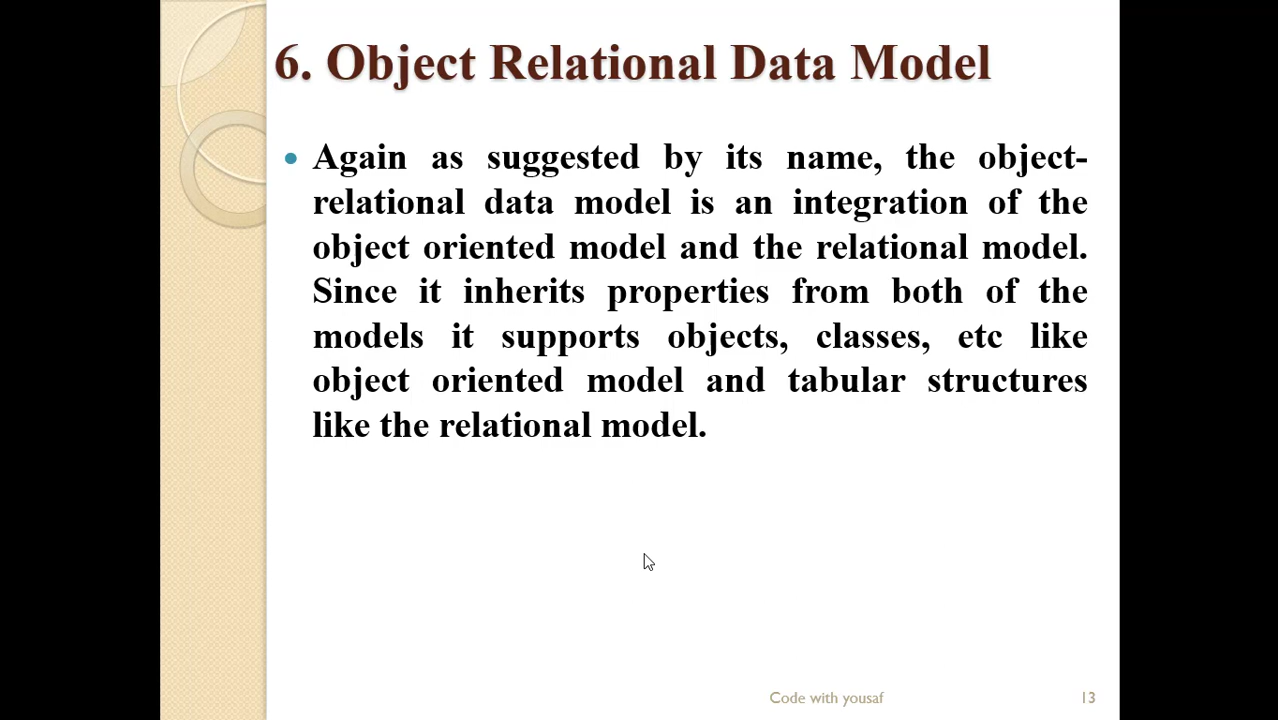 6. Object Relational Data Model
Again as suggested by its name, the object-
relational data model is an integration of the
object oriented model and the relational model.
Since it inherits properties from both of the
models it supports objects, classes, etc like
object oriented model and tabular structures
like the relational model.
Code with yousaf
13